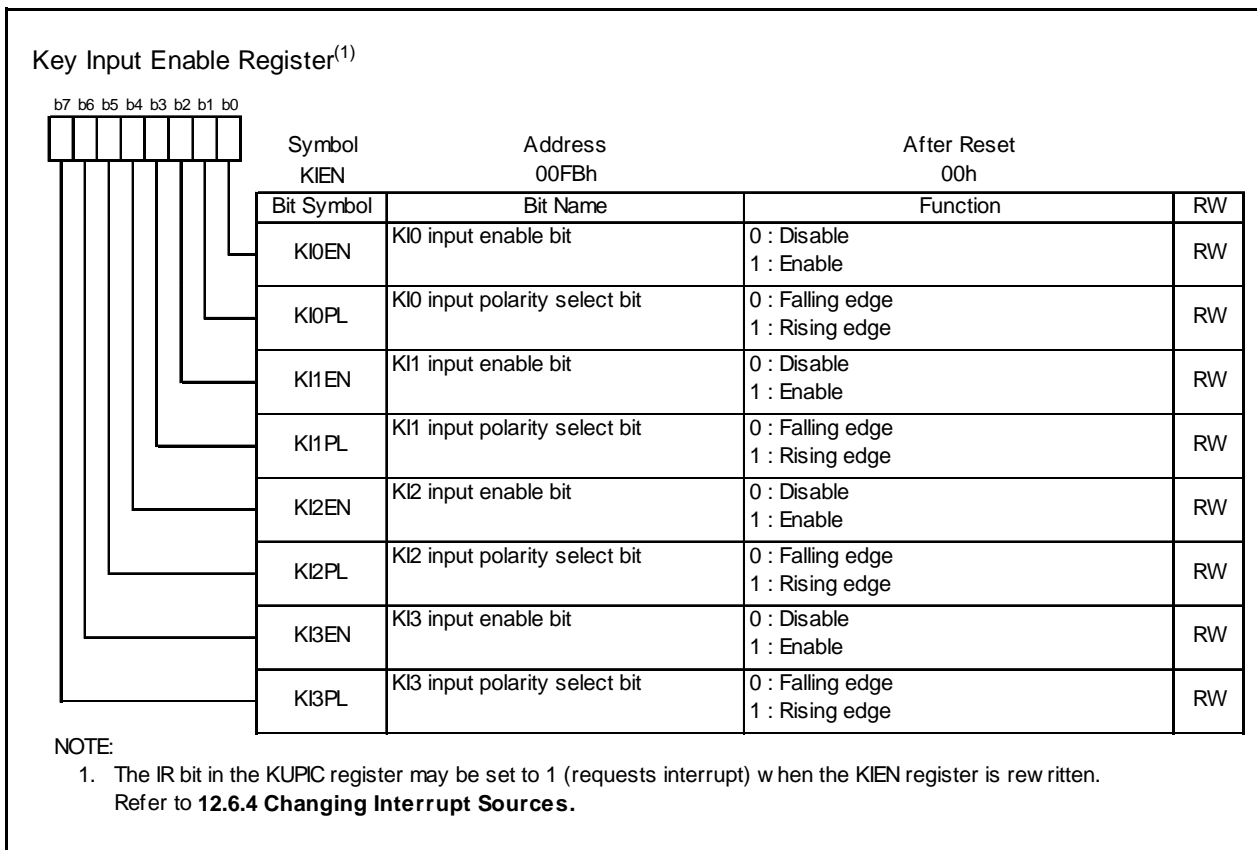 Key Input Enable Register(1)
b7 b6 b5 b4 b3 b2 b1 b0
Symbol Address After Reset
KIEN 00FBh 00h
Bit Symbol Bit Name Function RW
KI0EN KI0 input enable bit 0 : Disable RW
1 : Enable
KI0PL KI0 input polarity select bit 0 : Falling edge RW
1 : Rising edge
KI1EN KI1 input enable bit 0 : Disable RW
1 : Enable
KI1PL KI1 input polarity select bit 0 : Falling edge RW
1 : Rising edge
KI2EN KI2 input enable bit 0 : Disable RW
1 : Enable
KI2PL KI2 input polarity select bit 0 : Falling edge RW
1 : Rising edge
KI3EN KI3 input enable bit 0 : Disable RW
1 : Enable
KI3PL KI3 input polarity select bit 0 : Falling edge RW
1 : Rising edge
NOTE:
1. The IR bit in the KUPIC register may be set to 1 (requests interrupt) when the KIEN register is rewritten.
Refer to 12.6.4 Changing Interrupt Sources.